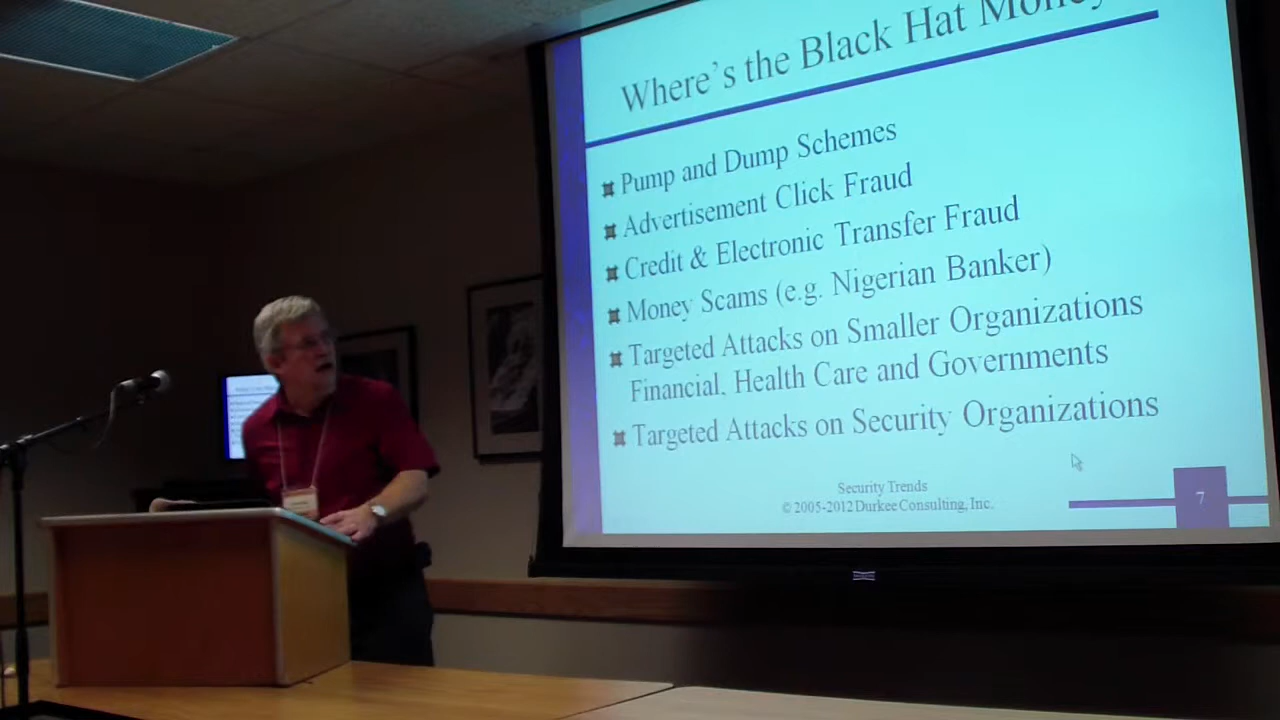 Where's the Black Hat Money
Pump and Dump Schemes
Advertisement Click Fraud
Credit & Electronic Transfer Fraud
Money Scams (e.g. Nigerian Banker)
Targeted Attacks on Smaller Organizations
Financial, Health Care and Governments
Targeted Attacks on Security Organizations
Security Trends
© 2005-2012 Durkee Consulting, Inc.
7